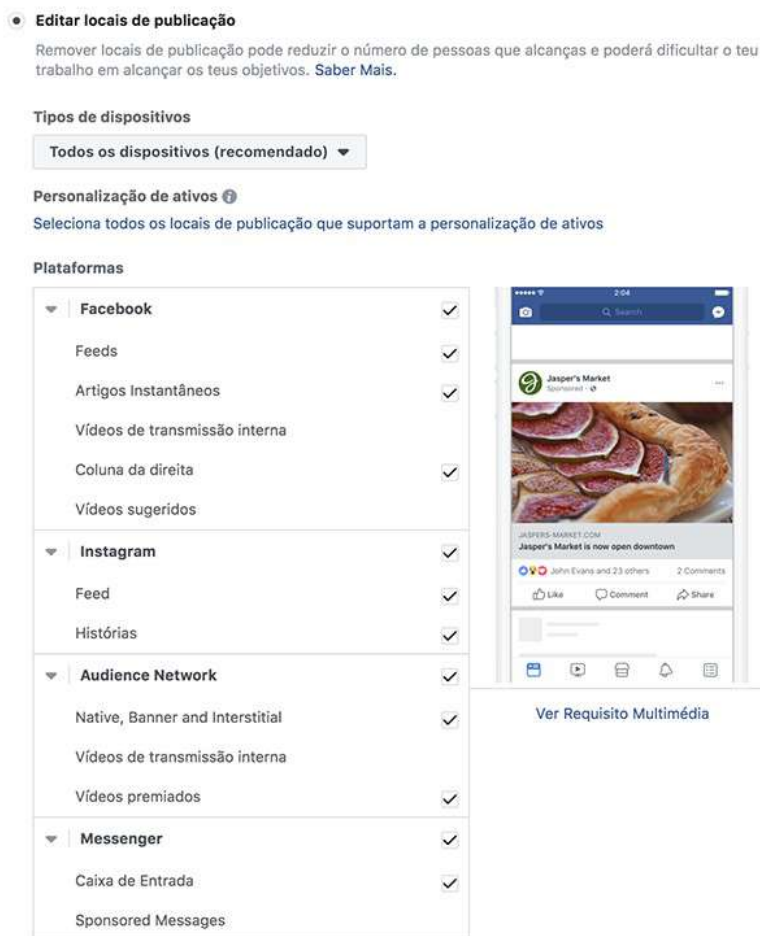 Editar locais de publicação
Remover locais de publicação pode reduzir o número de pessoas que alcanças e poderá dificultar o teu
trabalho em alcançar os teus objetivos. Saber Mais.
Tipos de dispositivos
Todos os dispositivos (recomendado)
Personalização de ativos
Seleciona todos os locais de publicação que suportam a personalização de ativos
Plataformas
Facebook
Feeds
Artigos Instantâneos
Vídeos de transmissão interna
Coluna da direita
Vídeos sugeridos
Instagram
Feed
Histórias
Audience Network
Native, Banner and Interstitial
Vídeos de transmissão interna
Vídeos premiados
Messenger
Caixa de Entrada
Sponsored Messages
2:04
Search
Jasper's Market
Sponsored
JASPERS-MARKET.COM
Jasper's Market is now open downtown
John Evans and 23 others 2 Comments
Like Comment Share
Ver Requisito Multimédia